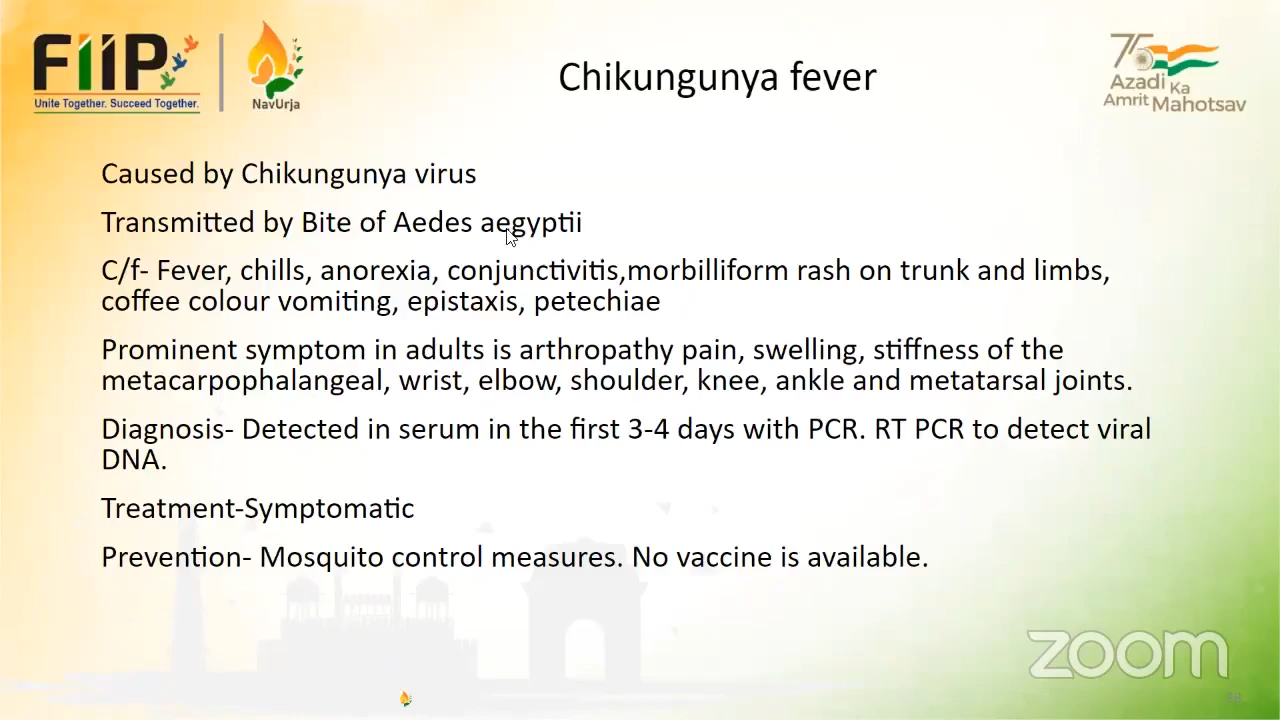 FIIP
Unite Together. Succeed Together.
NavUrja
Chikungunya fever
75
Azadi Ka
Amrit Mahotsav
Caused by Chikungunya virus
Transmitted by Bite of Aedes aegyptii
C/f- Fever, chills, anorexia, conjunctivitis,morbilliform rash on trunk and limbs,
coffee colour vomiting, epistaxis, petechiae
Prominent symptom in adults is arthropathy pain, swelling, stiffness of the
metacarpophalangeal, wrist, elbow, shoulder, knee, ankle and metatarsal joints.
Diagnosis- Detected in serum in the first 3-4 days with PCR. RT PCR to detect viral
DNA.
Treatment-Symptomatic
Prevention- Mosquito control measures. No vaccine is available.
zoom